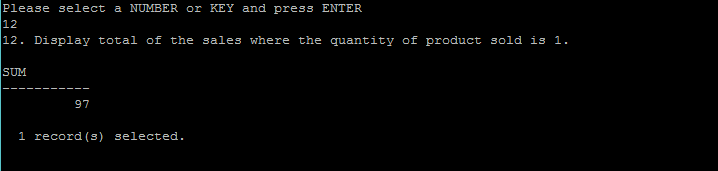 Please select a NUMBER or KEY and press ENTER
12
12. Display total of the sales where the quantity of product sold is 1.
SUM
-----------
97
1 record(s) selected.